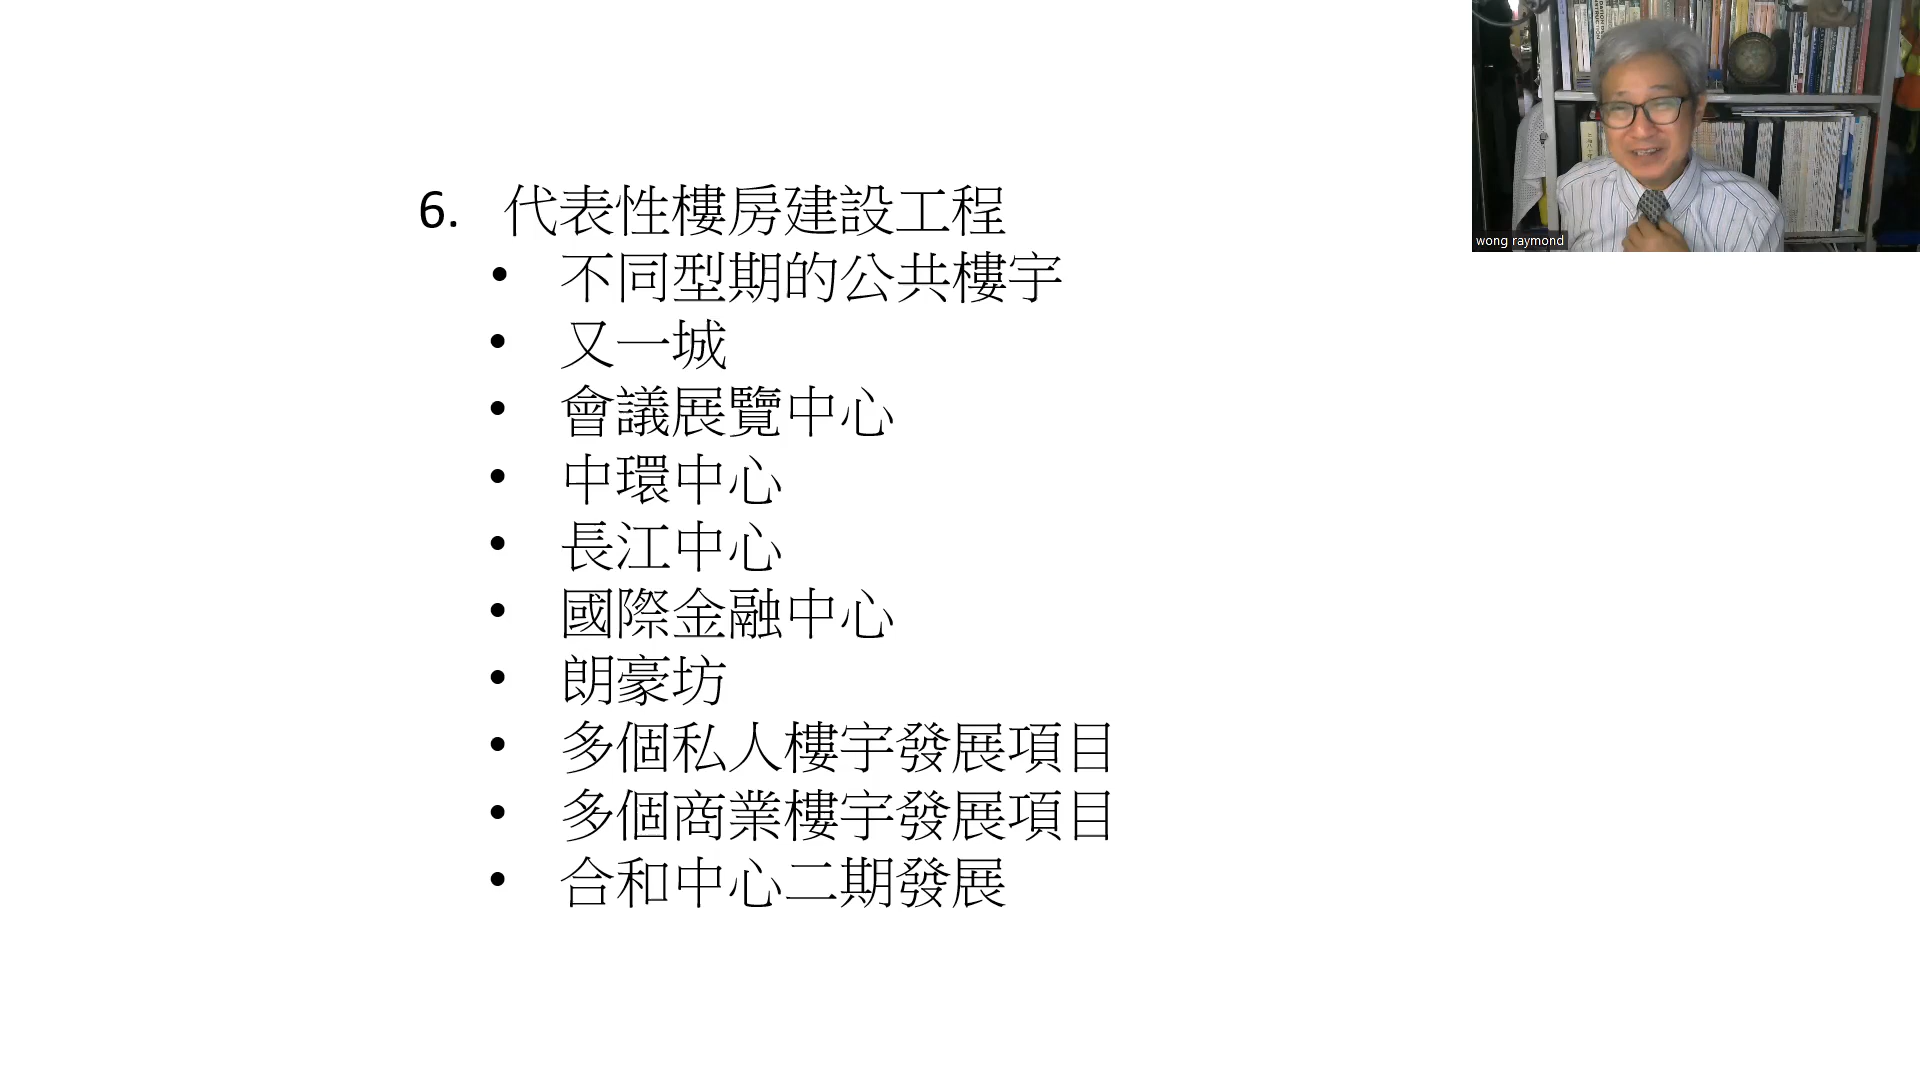 6. 代表性樓房建設工程
• 不同型期的公共樓宇
• 又一城
• 會議展覽中心
• 中環中心
• 長江中心
• 國際金融中心
• 朗豪坊
• 多個私人樓宇發展項目
• 多個商業樓宇發展項目
• 合和中心二期發展
wong raymond